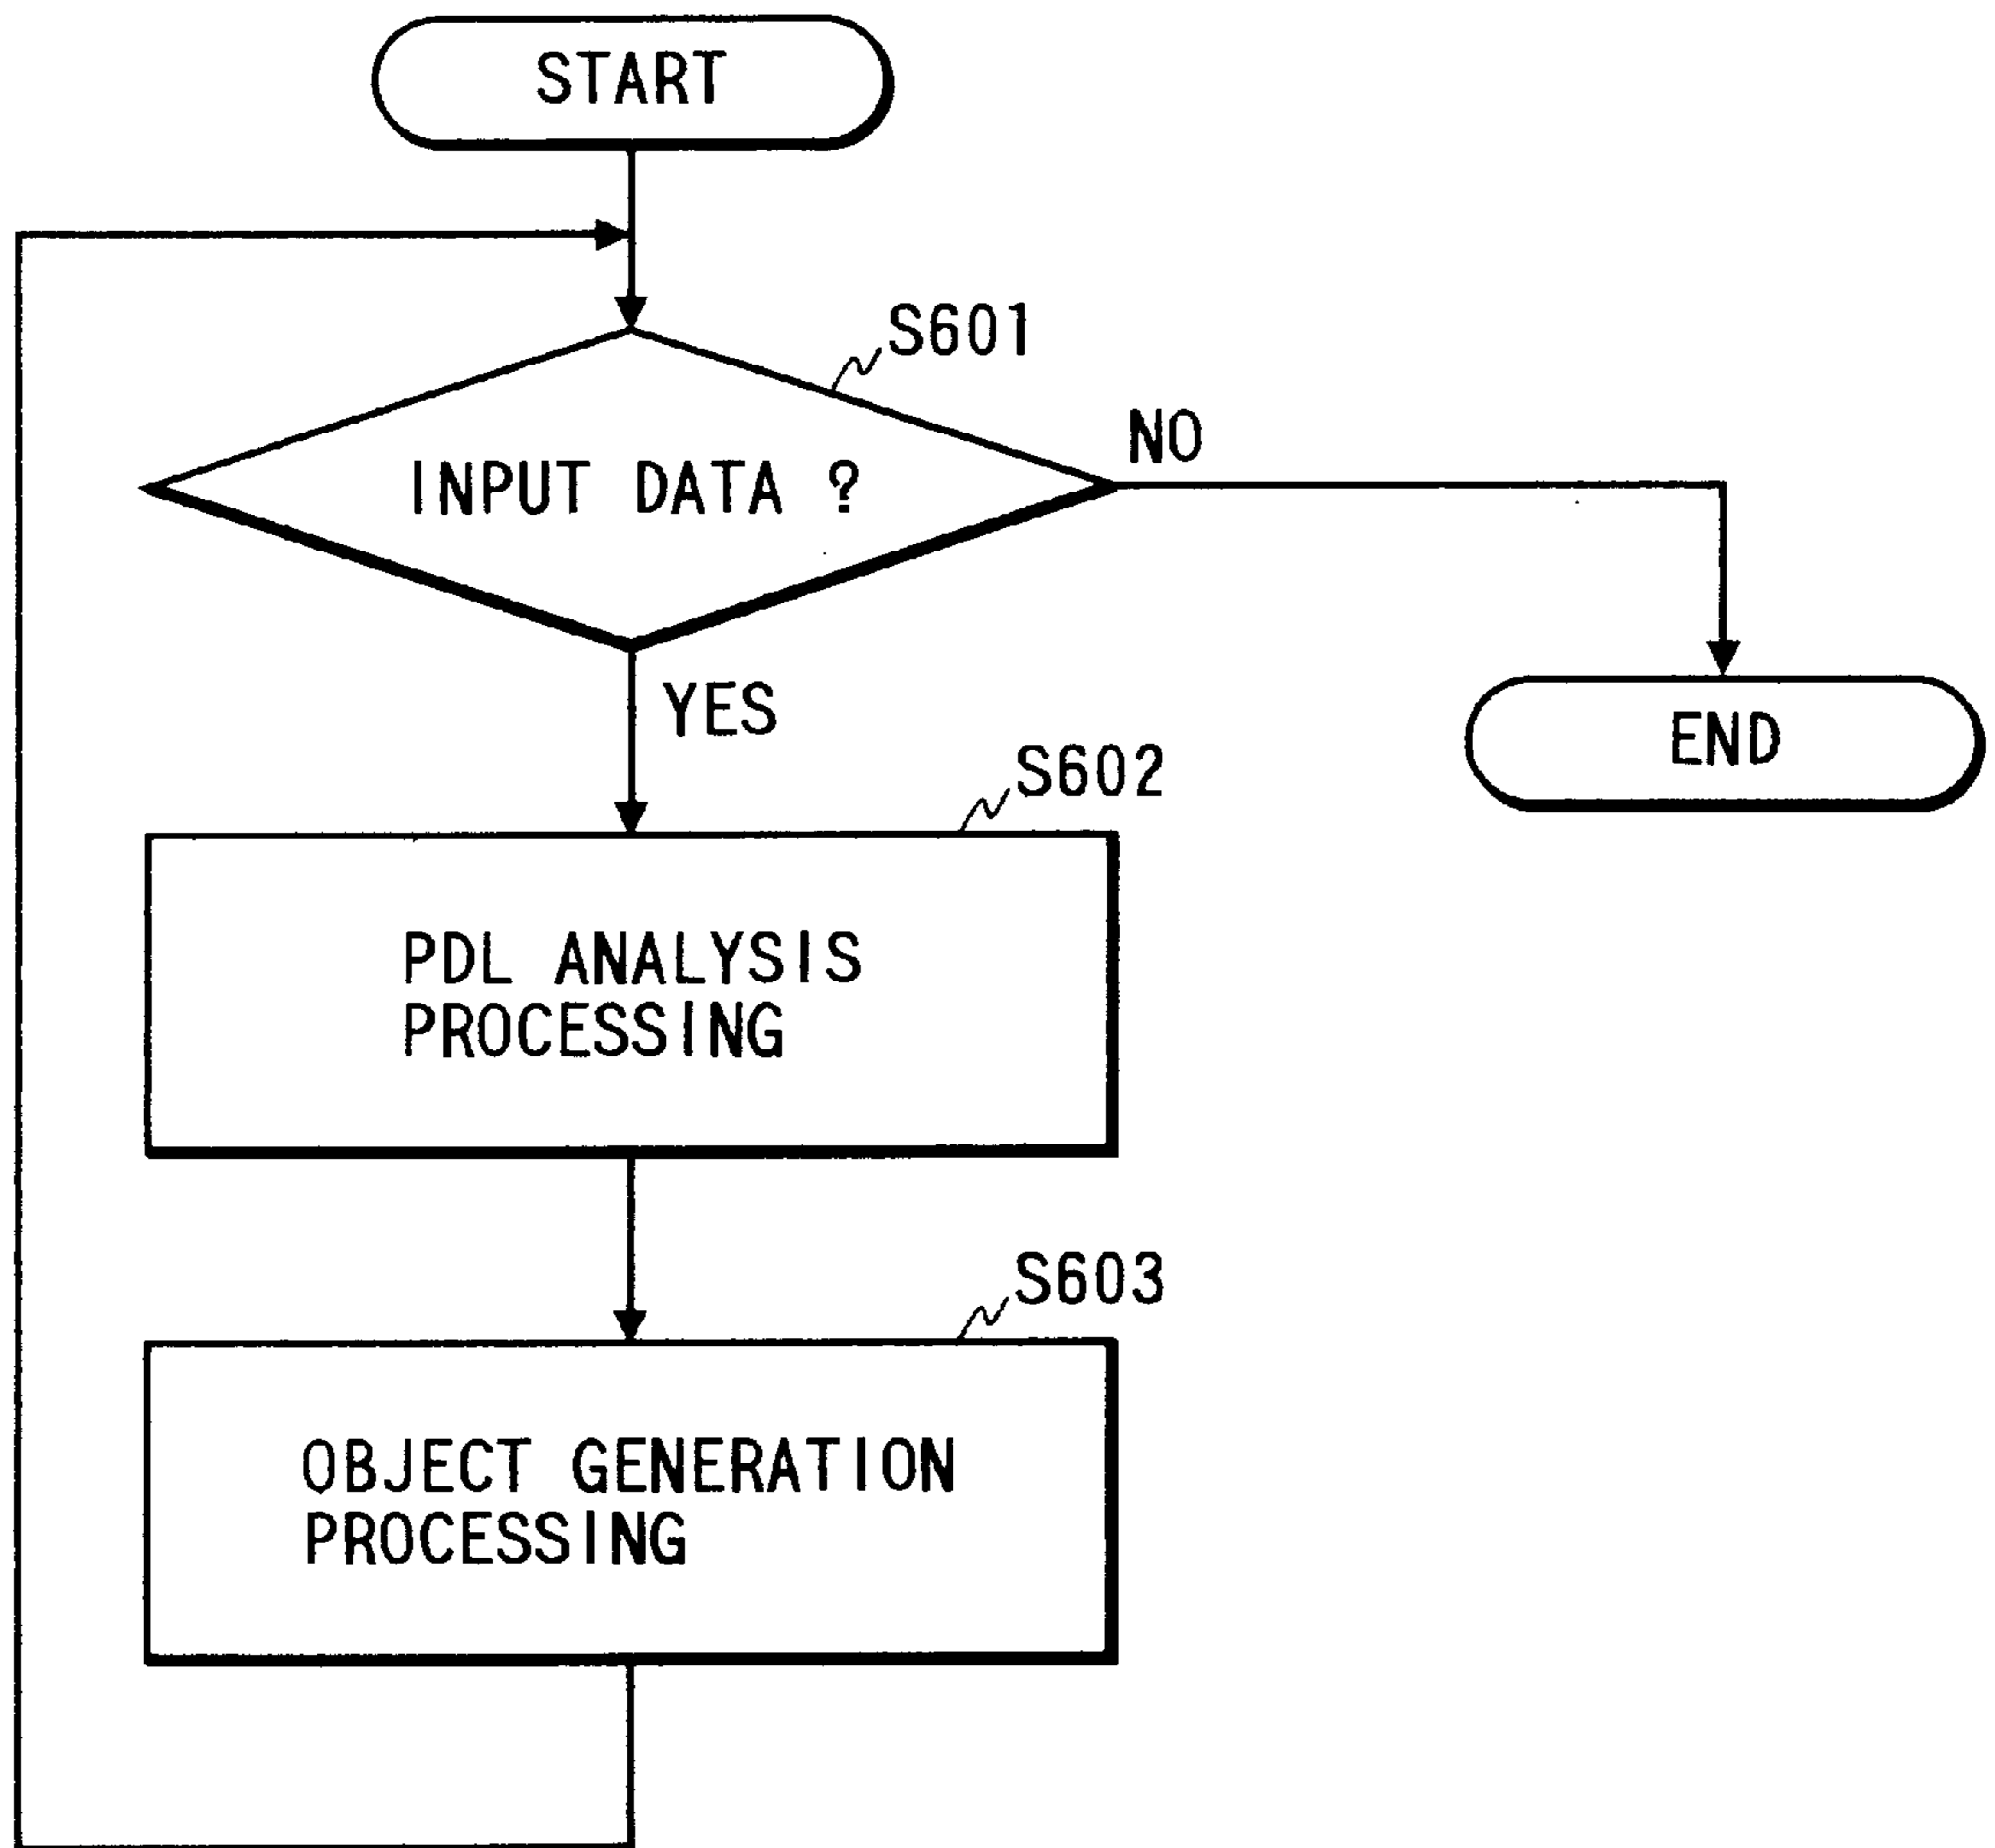 START
S601
NO
INPUT DATA ?
YES
S602
END
PDL ANALYSIS
PROCESSING
S603
OBJECT GENERATION
PROCESSING